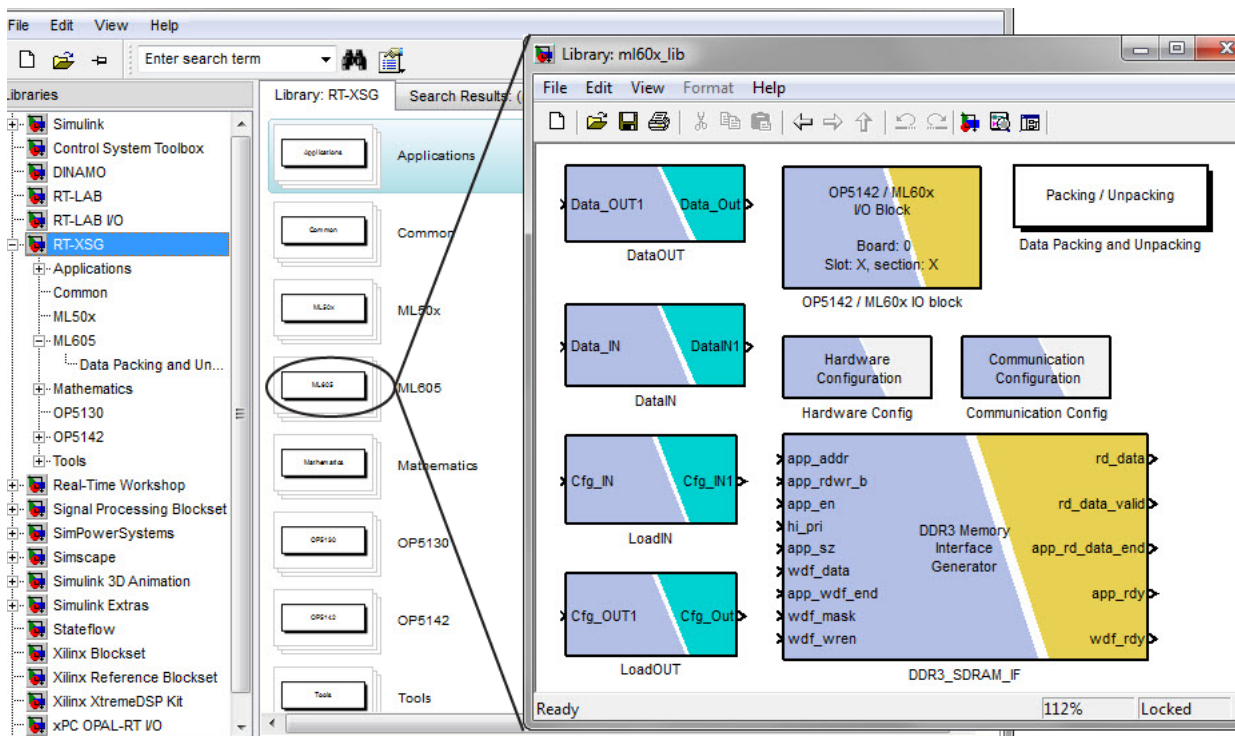 File Edit View Help
Enter search term
Libraries
Simulink
Control System Toolbox
DINAMO
RT-LAB
RT-LAB I/O
RT-XSG
Applications
Common
ML50x
ML605
Data Packing and Un...
Mathematics
OP5130
OP5142
Tools
Real-Time Workshop
Signal Processing Blockset
SimPowerSystems
Simscape
Simulink 3D Animation
Simulink Extras
Stateflow
Xilinx Blockset
Xilinx Reference Blockset
Xilinx XtremeDSP Kit
xPC OPAL-RT I/O
Library: RT-XSG Search Results: (
Applications Applications
Common Common
ML50x ML50x
ML605 ML605
Mathematics Mathematics
OP5130 OP5130
OP5142 OP5142
Tools Tools
Library: ml60x_lib
File Edit View Format Help
Data_OUT1 Data_Out
DataOUT
Data_IN DataIN1
DataIN
Cfg_IN Cfg_IN1
LoadIN
Cfg_OUT1 Cfg_Out
LoadOUT
OP5142 / ML60x
I/O Block
Board: 0
Slot: X, section: X
OP5142 / ML60x IO block
Packing / Unpacking
Data Packing and Unpacking
Hardware
Configuration
Hardware Config
Communication
Configuration
Communication Config
app_addr
app_rdwr_b
app_en
hi_pri
app_sz
wdf_data
app_wdf_end
wdf_mask
wdf_wren
DDR3 Memory
Interface
Generator
rd_data
rd_data_valid
app_rd_data_end
app_rdy
wdf_rdy
DDR3_SDRAM_IF
Ready 112% Locked